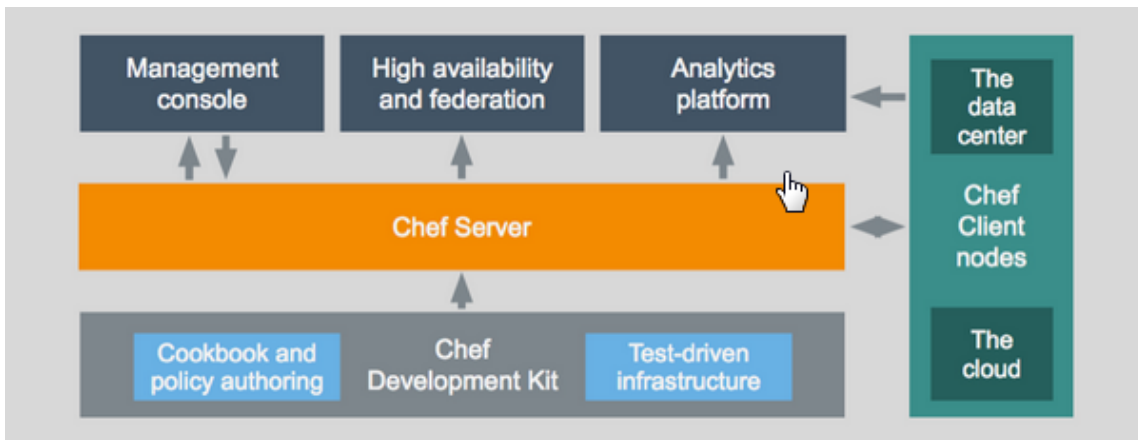 Management
console
High availability
and federation
Analytics
platform
The
data
center
Chef Server
Chef
Client
nodes
Cookbook and
policy authoring
Chef
Development Kit
Test-driven
infrastructure
The
cloud